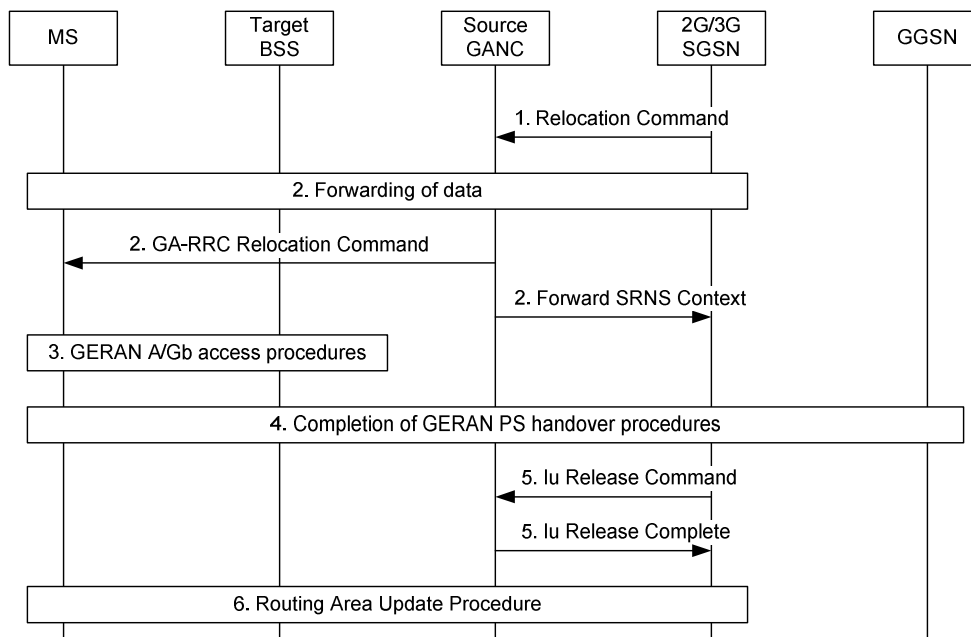 MS
Target
BSS
Source
GANC
2G/3G
SGSN
GGSN
1. Relocation Command
2. Forwarding of data
2. GA-RRC Relocation Command
2. Forward SRNS Context
3. GERAN A/Gb access procedures
4. Completion of GERAN PS handover procedures
5. Iu Release Command
5. Iu Release Complete
6. Routing Area Update Procedure